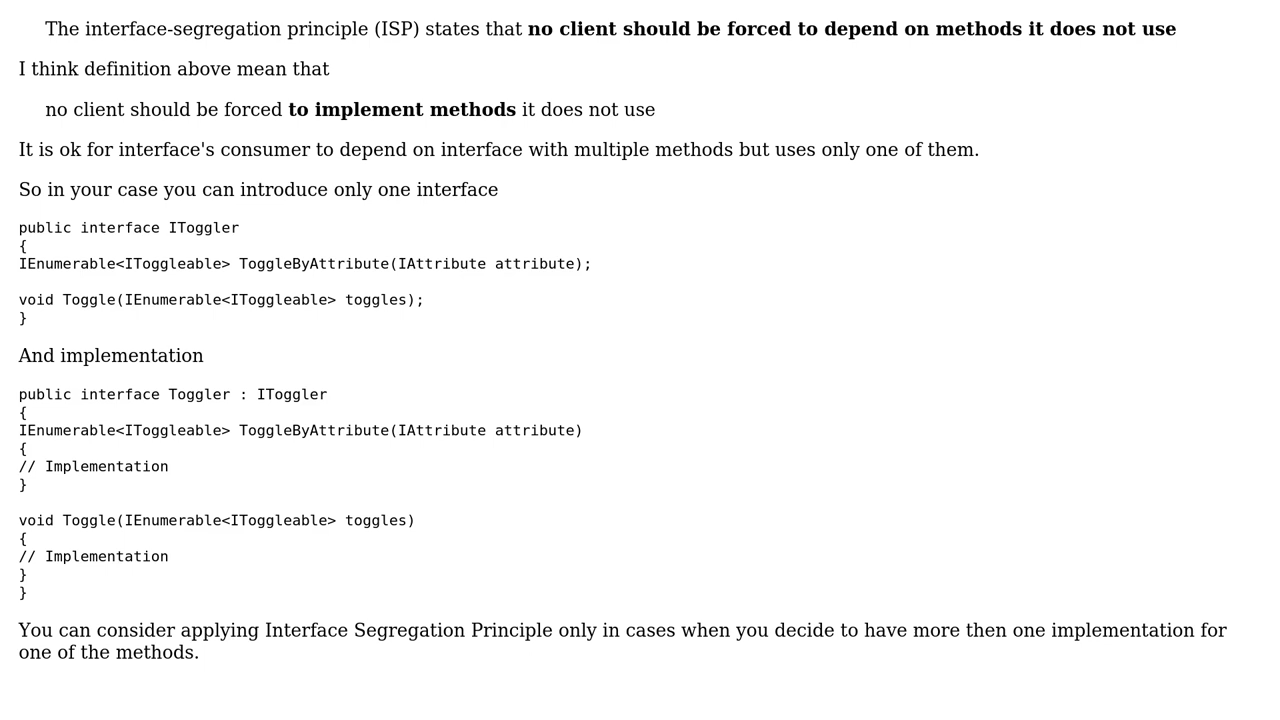 The interface-segregation principle (ISP) states that no client should be forced to depend on methods it does not use
I think definition above mean that
no client should be forced to implement methods it does not use
It is ok for interface's consumer to depend on interface with multiple methods but uses only one of them.
So in your case you can introduce only one interface
public interface IToggler
{
IEnumerable<IToggleable> ToggleByAttribute(IAttribute attribute);
void Toggle(IEnumerable<IToggleable> toggles);
}
And implementation
public interface Toggler : IToggler
{
IEnumerable<IToggleable> ToggleByAttribute(IAttribute attribute)
{
// Implementation
}
void Toggle(IEnumerable<IToggleable> toggles)
{
// Implementation
}
}
You can consider applying Interface Segregation Principle only in cases when you decide to have more then one implementation for
one of the methods.